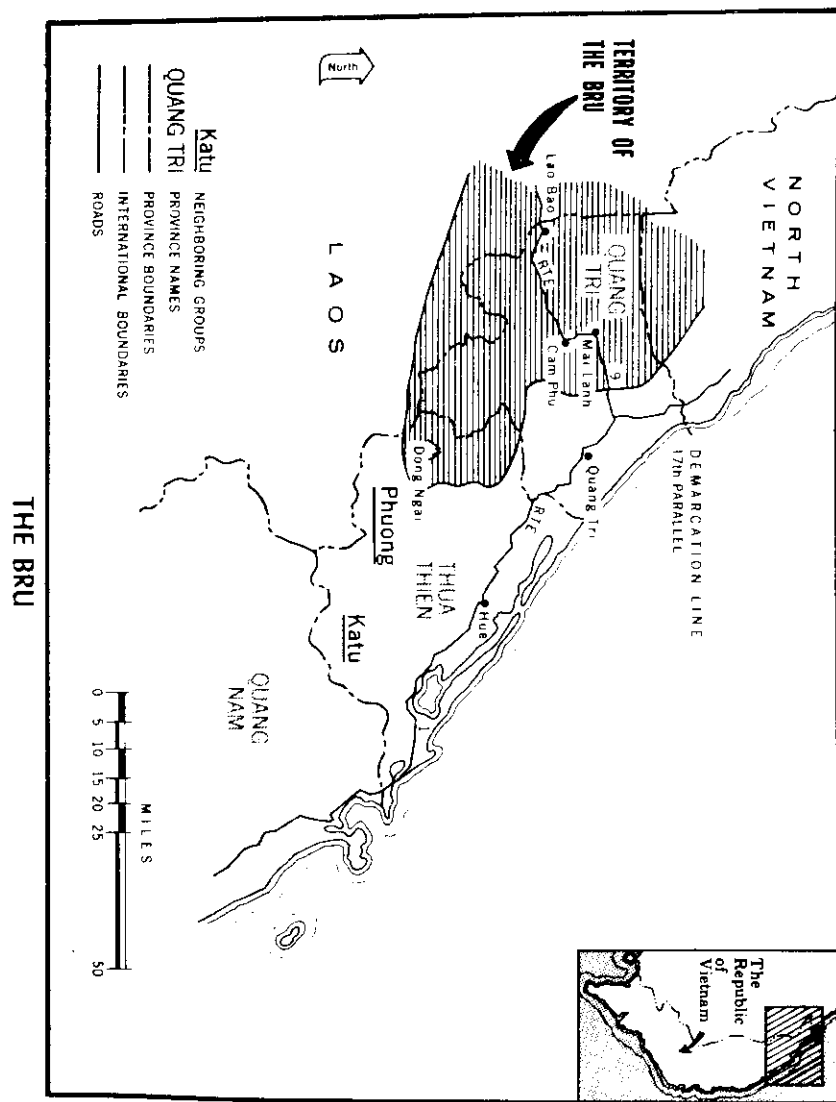 NORTH
VIETNAM
TERRITORY OF
THE BRU
North
Lao Bao
RTE
QUANG
TRI
9
Mai Lanh
Cam Phu
DEMARCATION LINE
17th PARALLEL
Quang Tri
LAOS
Dong Ngai
RTE
1
Phuong
THUA
THIEN
Hue
Katu
QUANG
NAM
Katu NEIGHBORING GROUPS
QUANG TRI PROVINCE NAMES
PROVINCE BOUNDARIES
INTERNATIONAL BOUNDARIES
ROADS
0 5 10 15 20 25 50
MILES
The
Republic
of
Vietnam
THE BRU